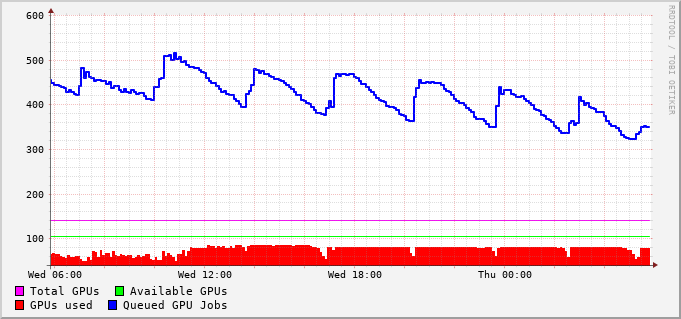 600
500
400
300
200
100
Wed 06:00 Wed 12:00 Wed 18:00 Thu 00:00
Total GPUs Available GPUs
GPUs used Queued GPU Jobs
RRDTOOL / TOBI OETIKER